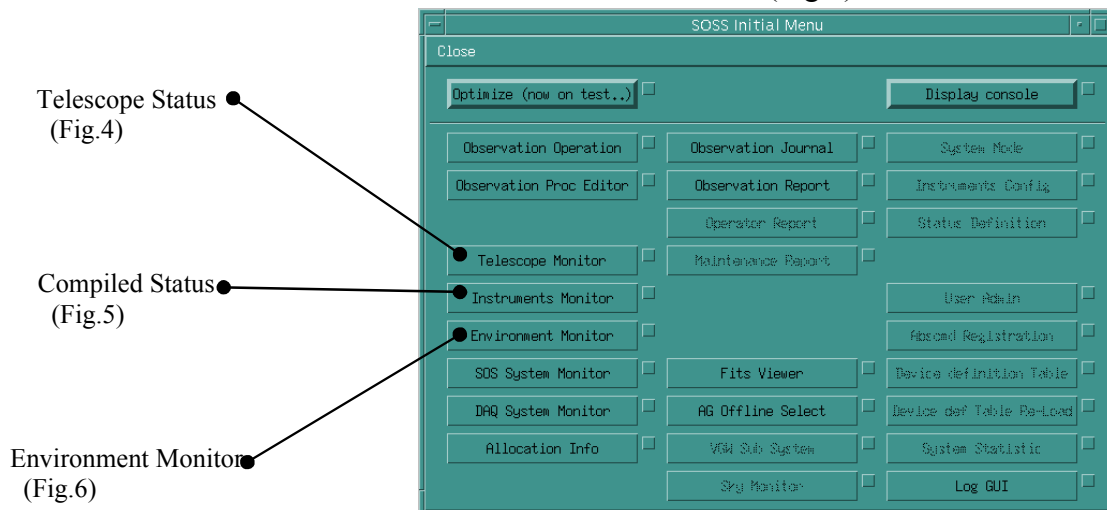 SOSS Initial Menu
Close
Optimize (now on test..)
Display console
Telescope Status
(Fig.4)
Observation Operation
Observation Journal
System Mode
Observation Proc Editor
Observation Report
Instruments Config
Operator Report
Status Definition
Telescope Monitor
Maintenance Report
Compiled Status
(Fig.5)
Instruments Monitor
User Admin
Environment Monitor
Abscmd Registration
SOS System Monitor
Fits Viewer
Device definition Table
DAQ System Monitor
AG Offline Select
Device def Table Re-Load
Environment Monitor
(Fig.6)
Allocation Info
VGW Sub System
System Statistic
Sky Monitor
Log GUI